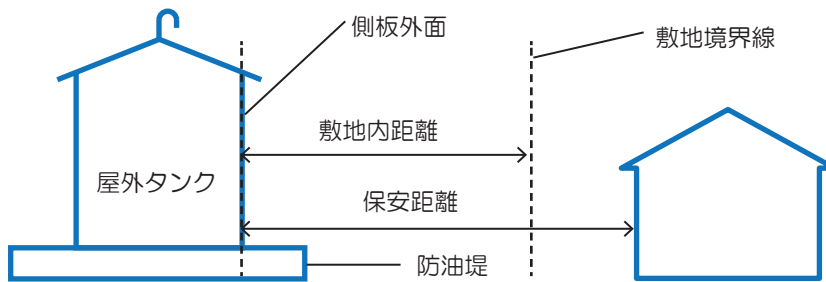 側板外面
敷地境界線
敷地内距離
屋外タンク
保安距離
防油堤